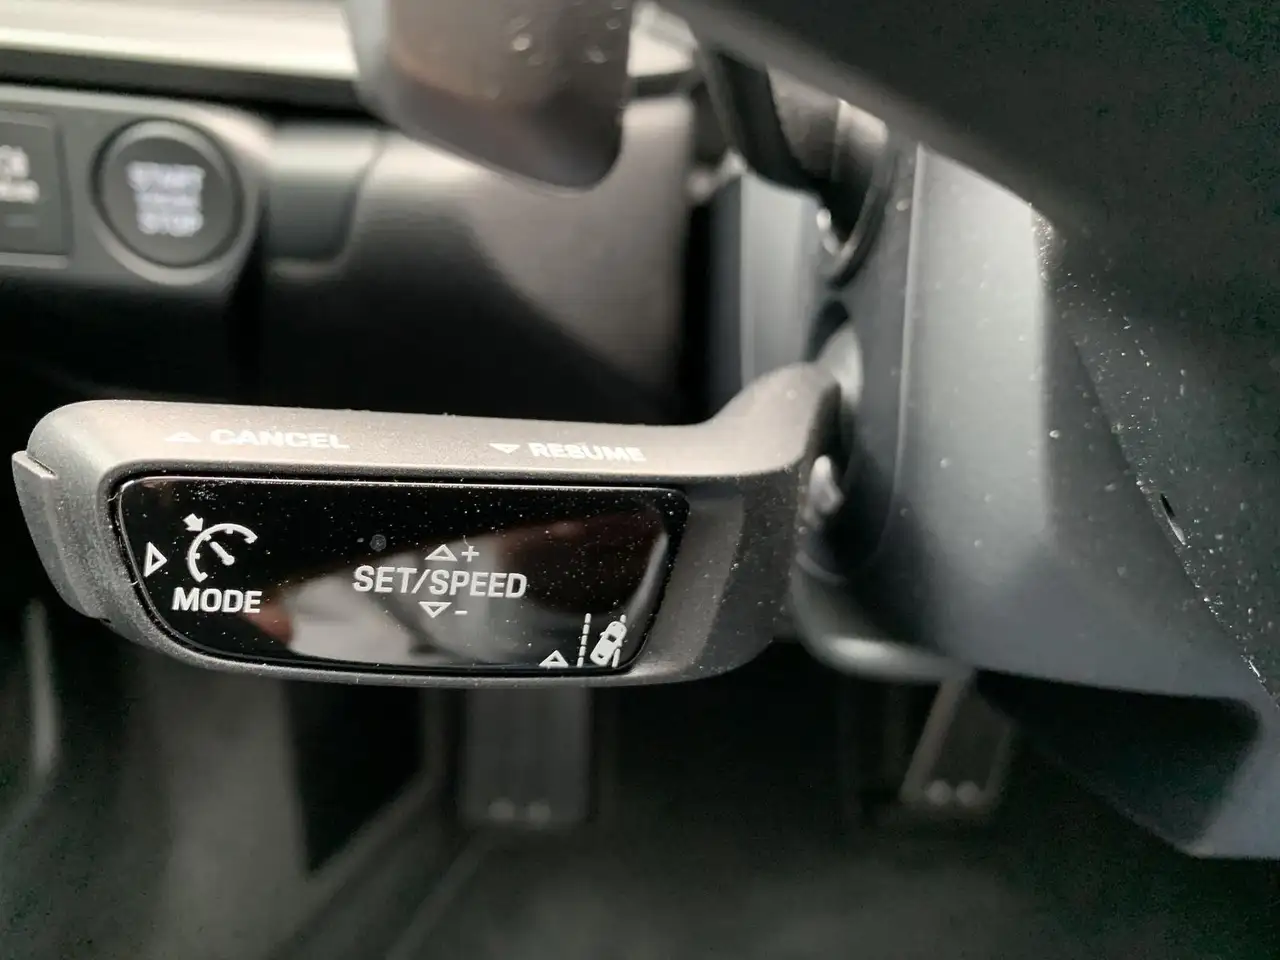 START
STOP
CANCEL
RESUME
+
SET/SPEED
-
MODE